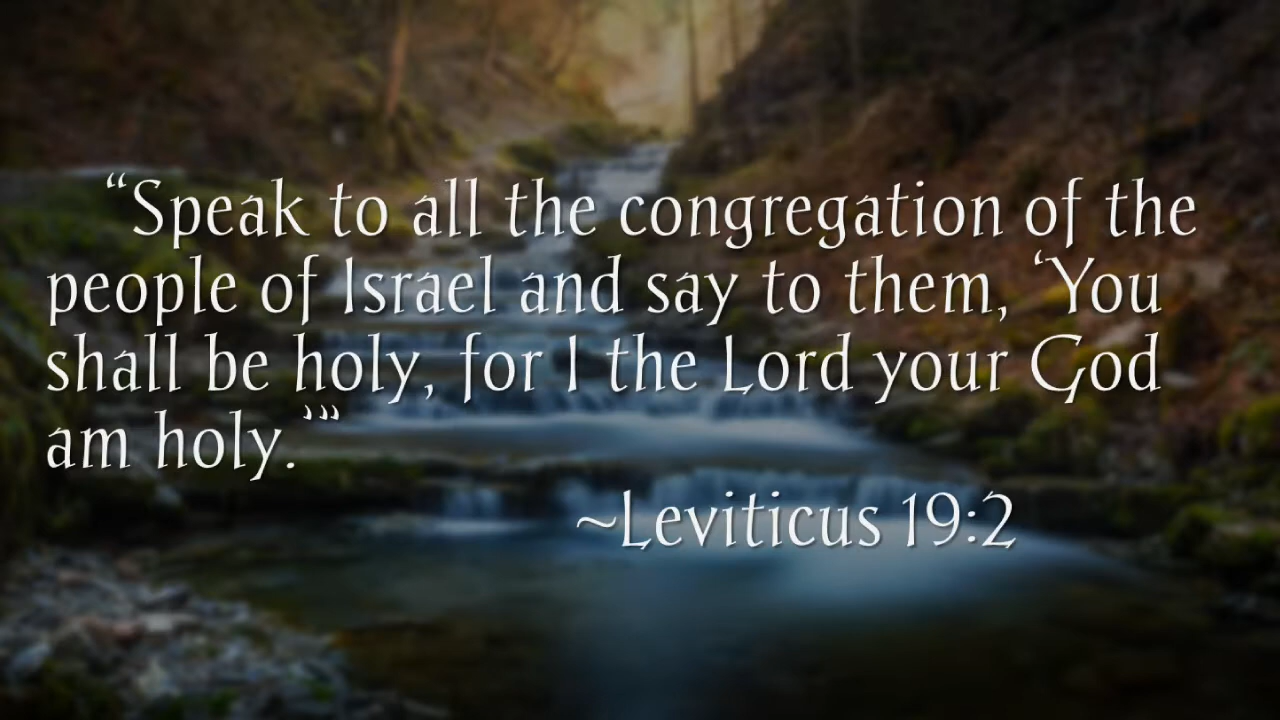 “Speak to all the congregation of the
people of Israel and say to them, ‘You
shall be holy, for I the Lord your God
am holy.’”
~Leviticus 19:2